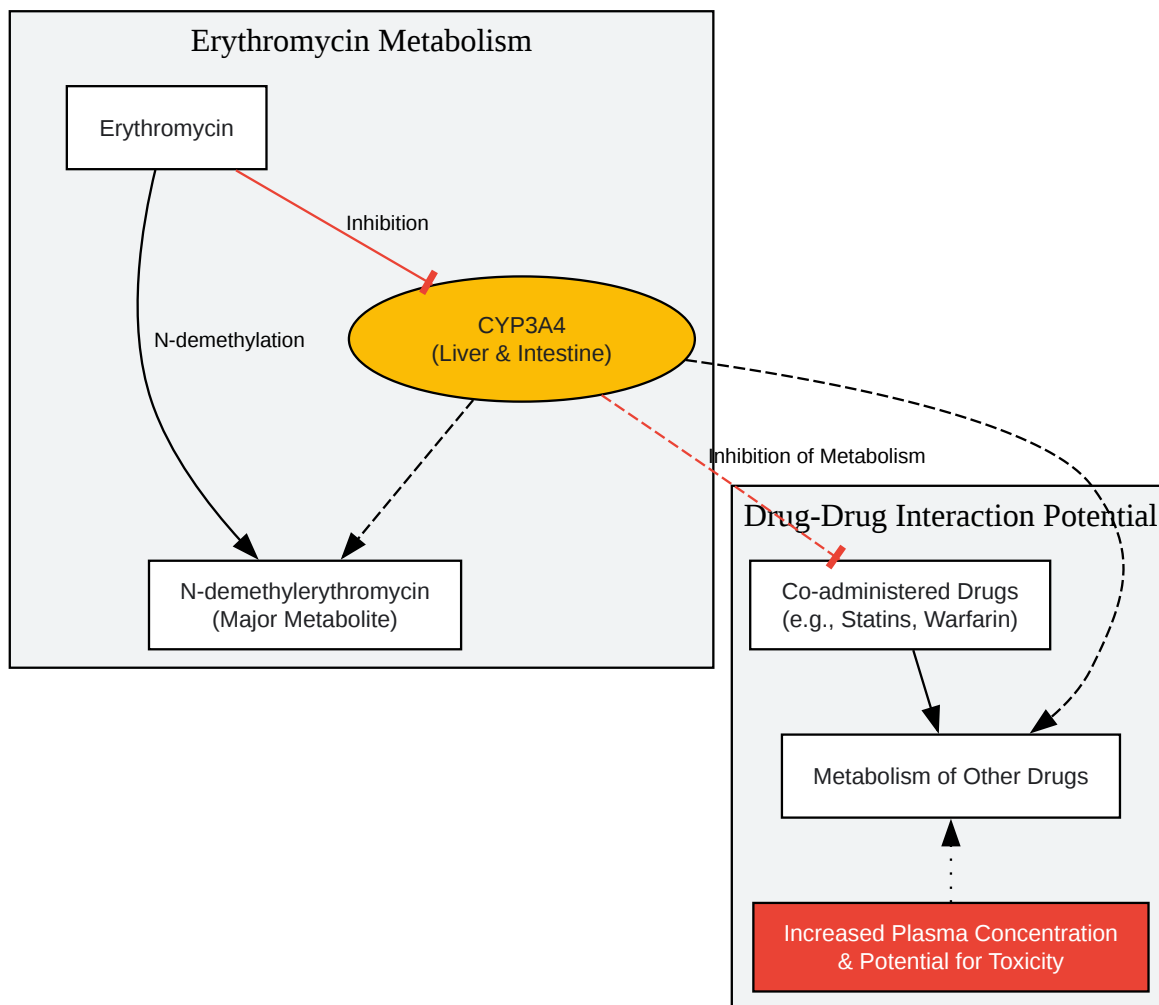 Erythromycin Metabolism
Erythromycin
Inhibition
N-demethylation
CYP3A4
(Liver & Intestine)
Inhibition of Metabolism
N-demethylerythromycin
(Major Metabolite)
Drug-Drug Interaction Potential
Co-administered Drugs
(e.g., Statins, Warfarin)
Metabolism of Other Drugs
Increased Plasma Concentration
& Potential for Toxicity